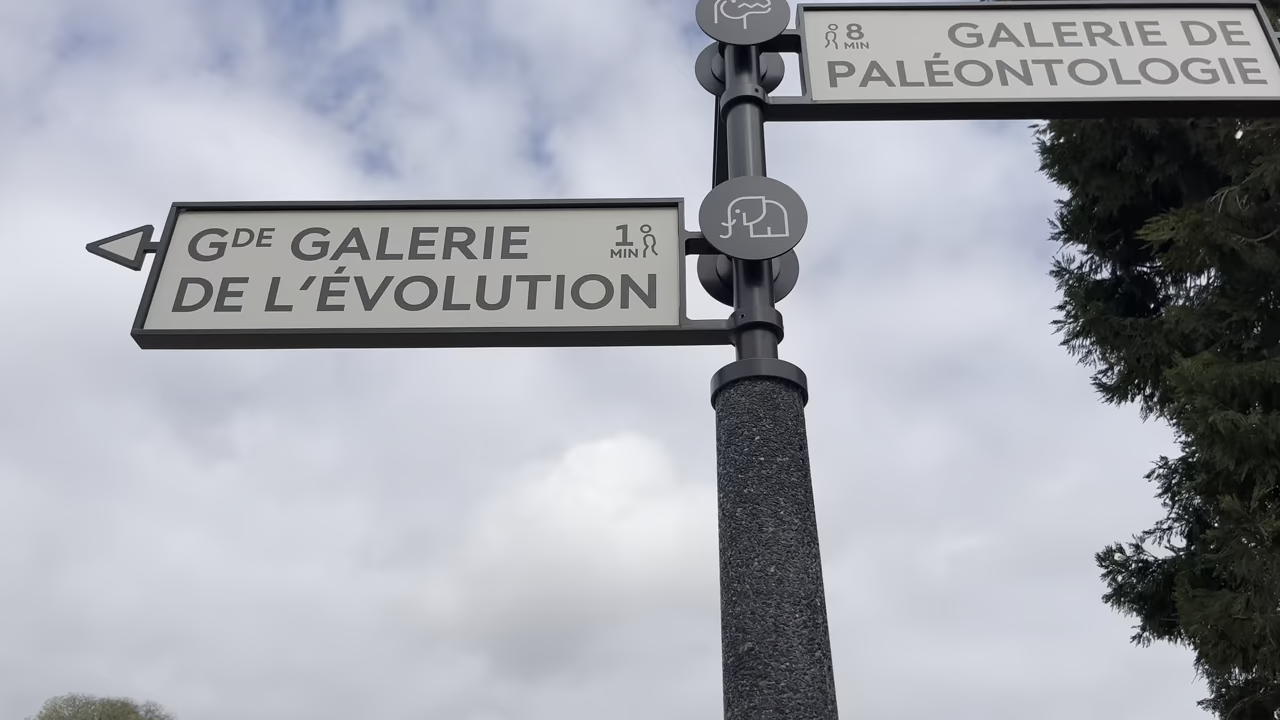 8
MIN
GALERIE DE
PALÉONTOLOGIE
GDE GALERIE
DE L'ÉVOLUTION
1
MIN